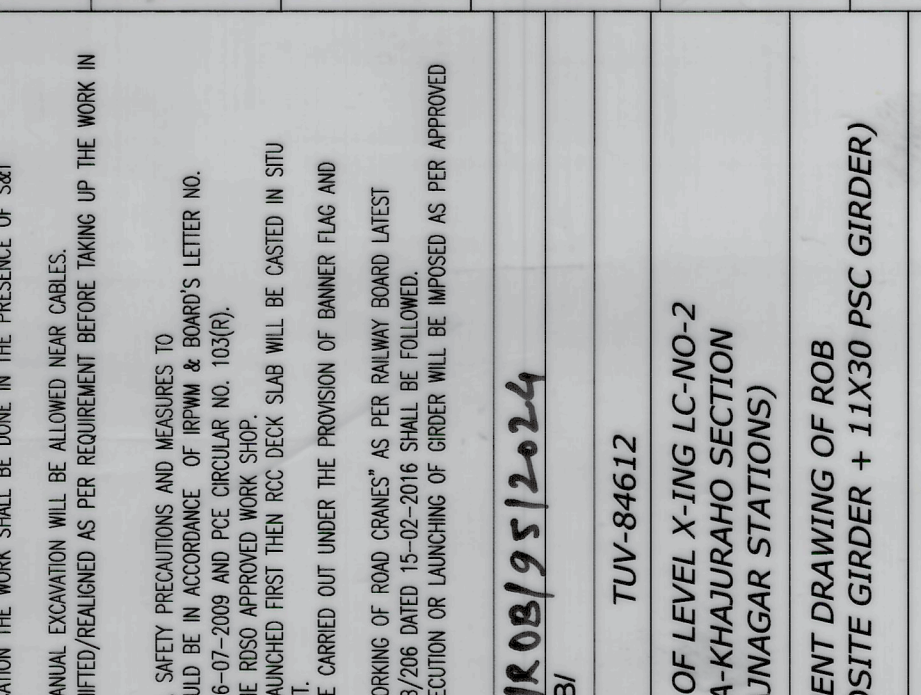 ATION THE WORK SHALL BE DONE IN THE PRESENCE OF S&T
ANUAL EXCAVATION WILL BE ALLOWED NEAR CABLES.
IFTED/REALIGNED AS PER REQUIREMENT BEFORE TAKING UP THE WORK IN
SAFETY PRECAUTIONS AND MEASURES TO
ULD BE IN ACCORDANCE OF IRPWM & BOARD'S LETTER NO.
6-07-2009 AND PCE CIRCULAR NO. 103(R).
HE RDSO APPROVED WORK SHOP.
AUNCHED FIRST THEN RCC DECK SLAB WILL BE CASTED IN SITU
T.
E CARRIED OUT UNDER THE PROVISION OF BANNER FLAG AND
ORKING OF ROAD CRANES" AS PER RAILWAY BOARD LATEST
B/206 DATED 15-02-2016 SHALL BE FOLLOWED.
ECUTION OR LAUNCHING OF GIRDER WILL BE IMPOSED AS PER APPROVED
ROB/95/2024
B/
TUV-84612
OF LEVEL X-ING LC-NO-2
A-KHAJURAHO SECTION
JNAGAR STATIONS)
ENT DRAWING OF ROB
SITE GIRDER + 11X30 PSC GIRDER)